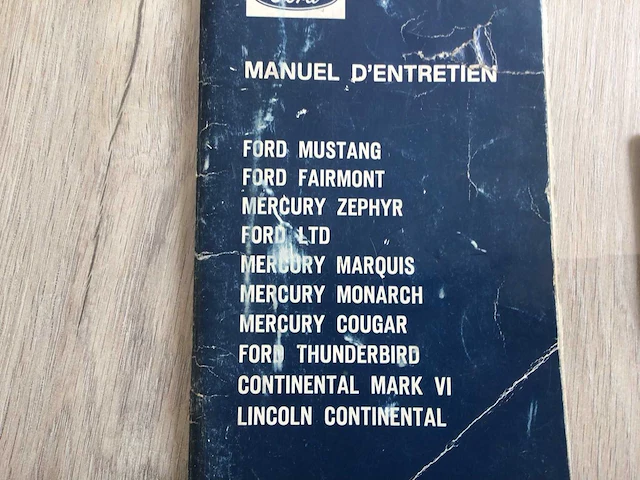 Ford
MANUEL D'ENTRETIEN
FORD MUSTANG
FORD FAIRMONT
MERCURY ZEPHYR
FORD LTD
MERCURY MARQUIS
MERCURY MONARCH
MERCURY COUGAR
FORD THUNDERBIRD
CONTINENTAL MARK VI
LINCOLN CONTINENTAL